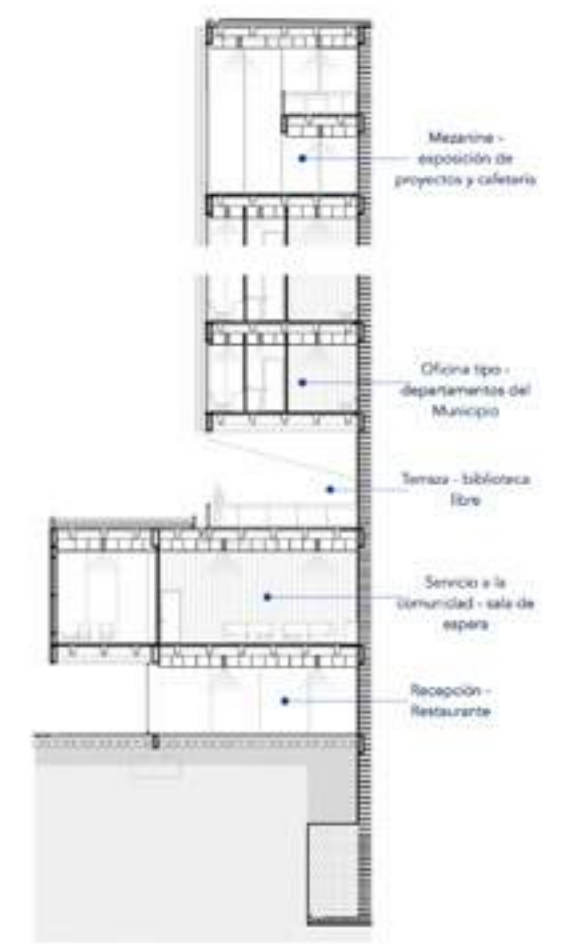 Mezanine -
exposición de
proyectos y cafetería
Oficina tipo -
departamentos del
Municipio
Terraza - biblioteca
libre
Servicio a la
comunidad - sala de
espera
Recepción -
Restaurante